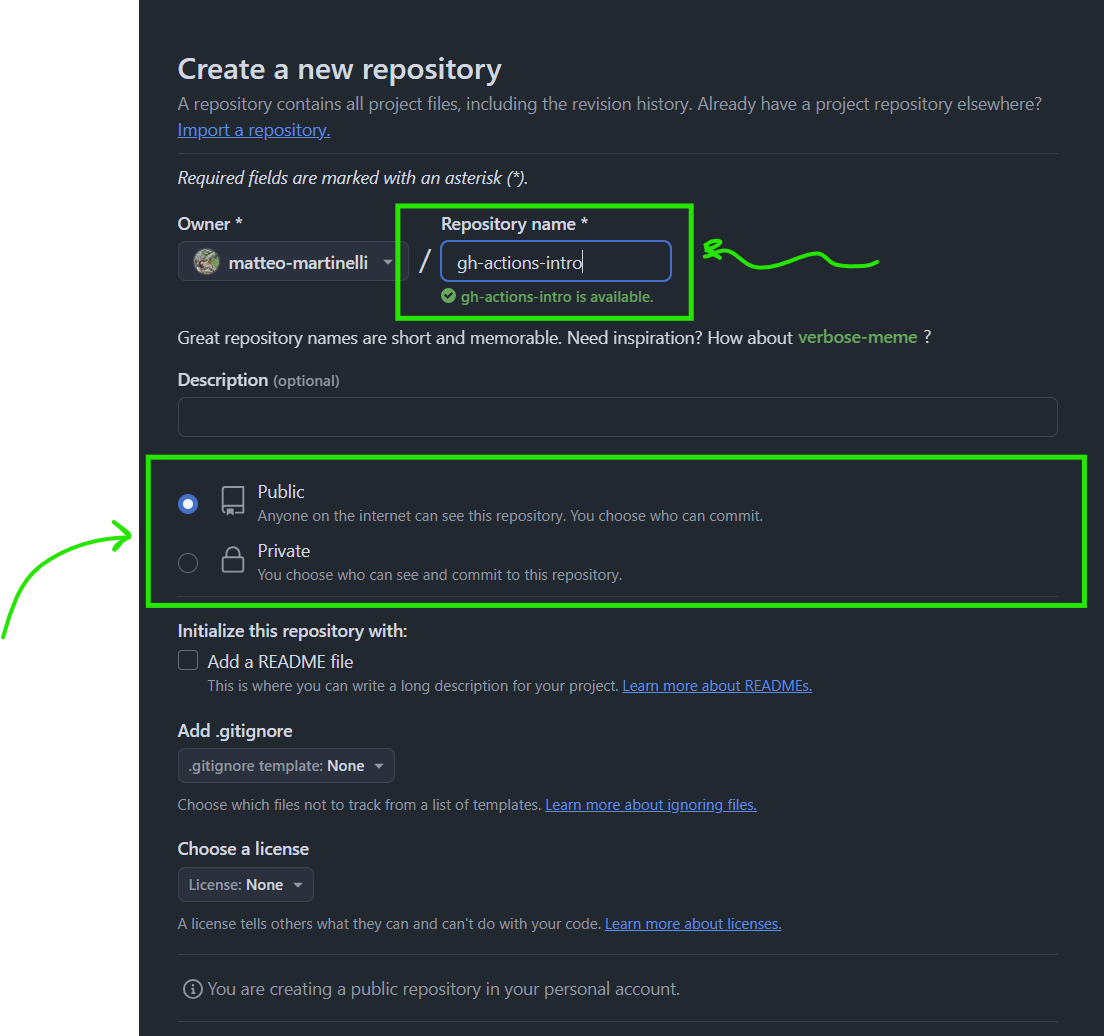 Create a new repository
A repository contains all project files, including the revision history. Already have a project repository elsewhere?
Import a repository.
Required fields are marked with an asterisk (*).
Owner *
Repository name *
matteo-martinelli
/
gh-actions-intro
gh-actions-intro is available.
Great repository names are short and memorable. Need inspiration? How about verbose-meme ?
Description (optional)
Public
Anyone on the internet can see this repository. You choose who can commit.
Private
You choose who can see and commit to this repository.
Initialize this repository with:
Add a README file
This is where you can write a long description for your project. Learn more about READMEs.
Add .gitignore
.gitignore template: None
Choose which files not to track from a list of templates. Learn more about ignoring files.
Choose a license
License: None
A license tells others what they can and can't do with your code. Learn more about licenses.
You are creating a public repository in your personal account.